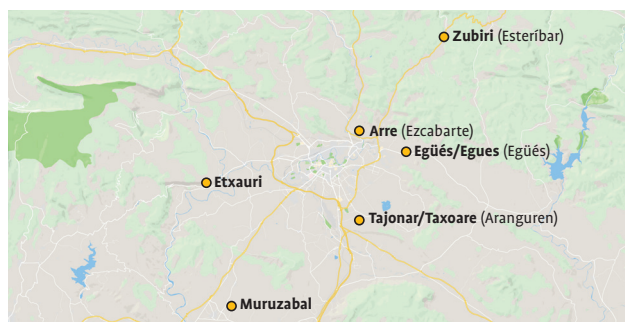 Zubiri (Esteríbar)
Arre (Ezcabarte)
Egüés/Egues (Egüés)
Etxauri
Tajonar/Taxoare (Aranguren)
Muruzabal